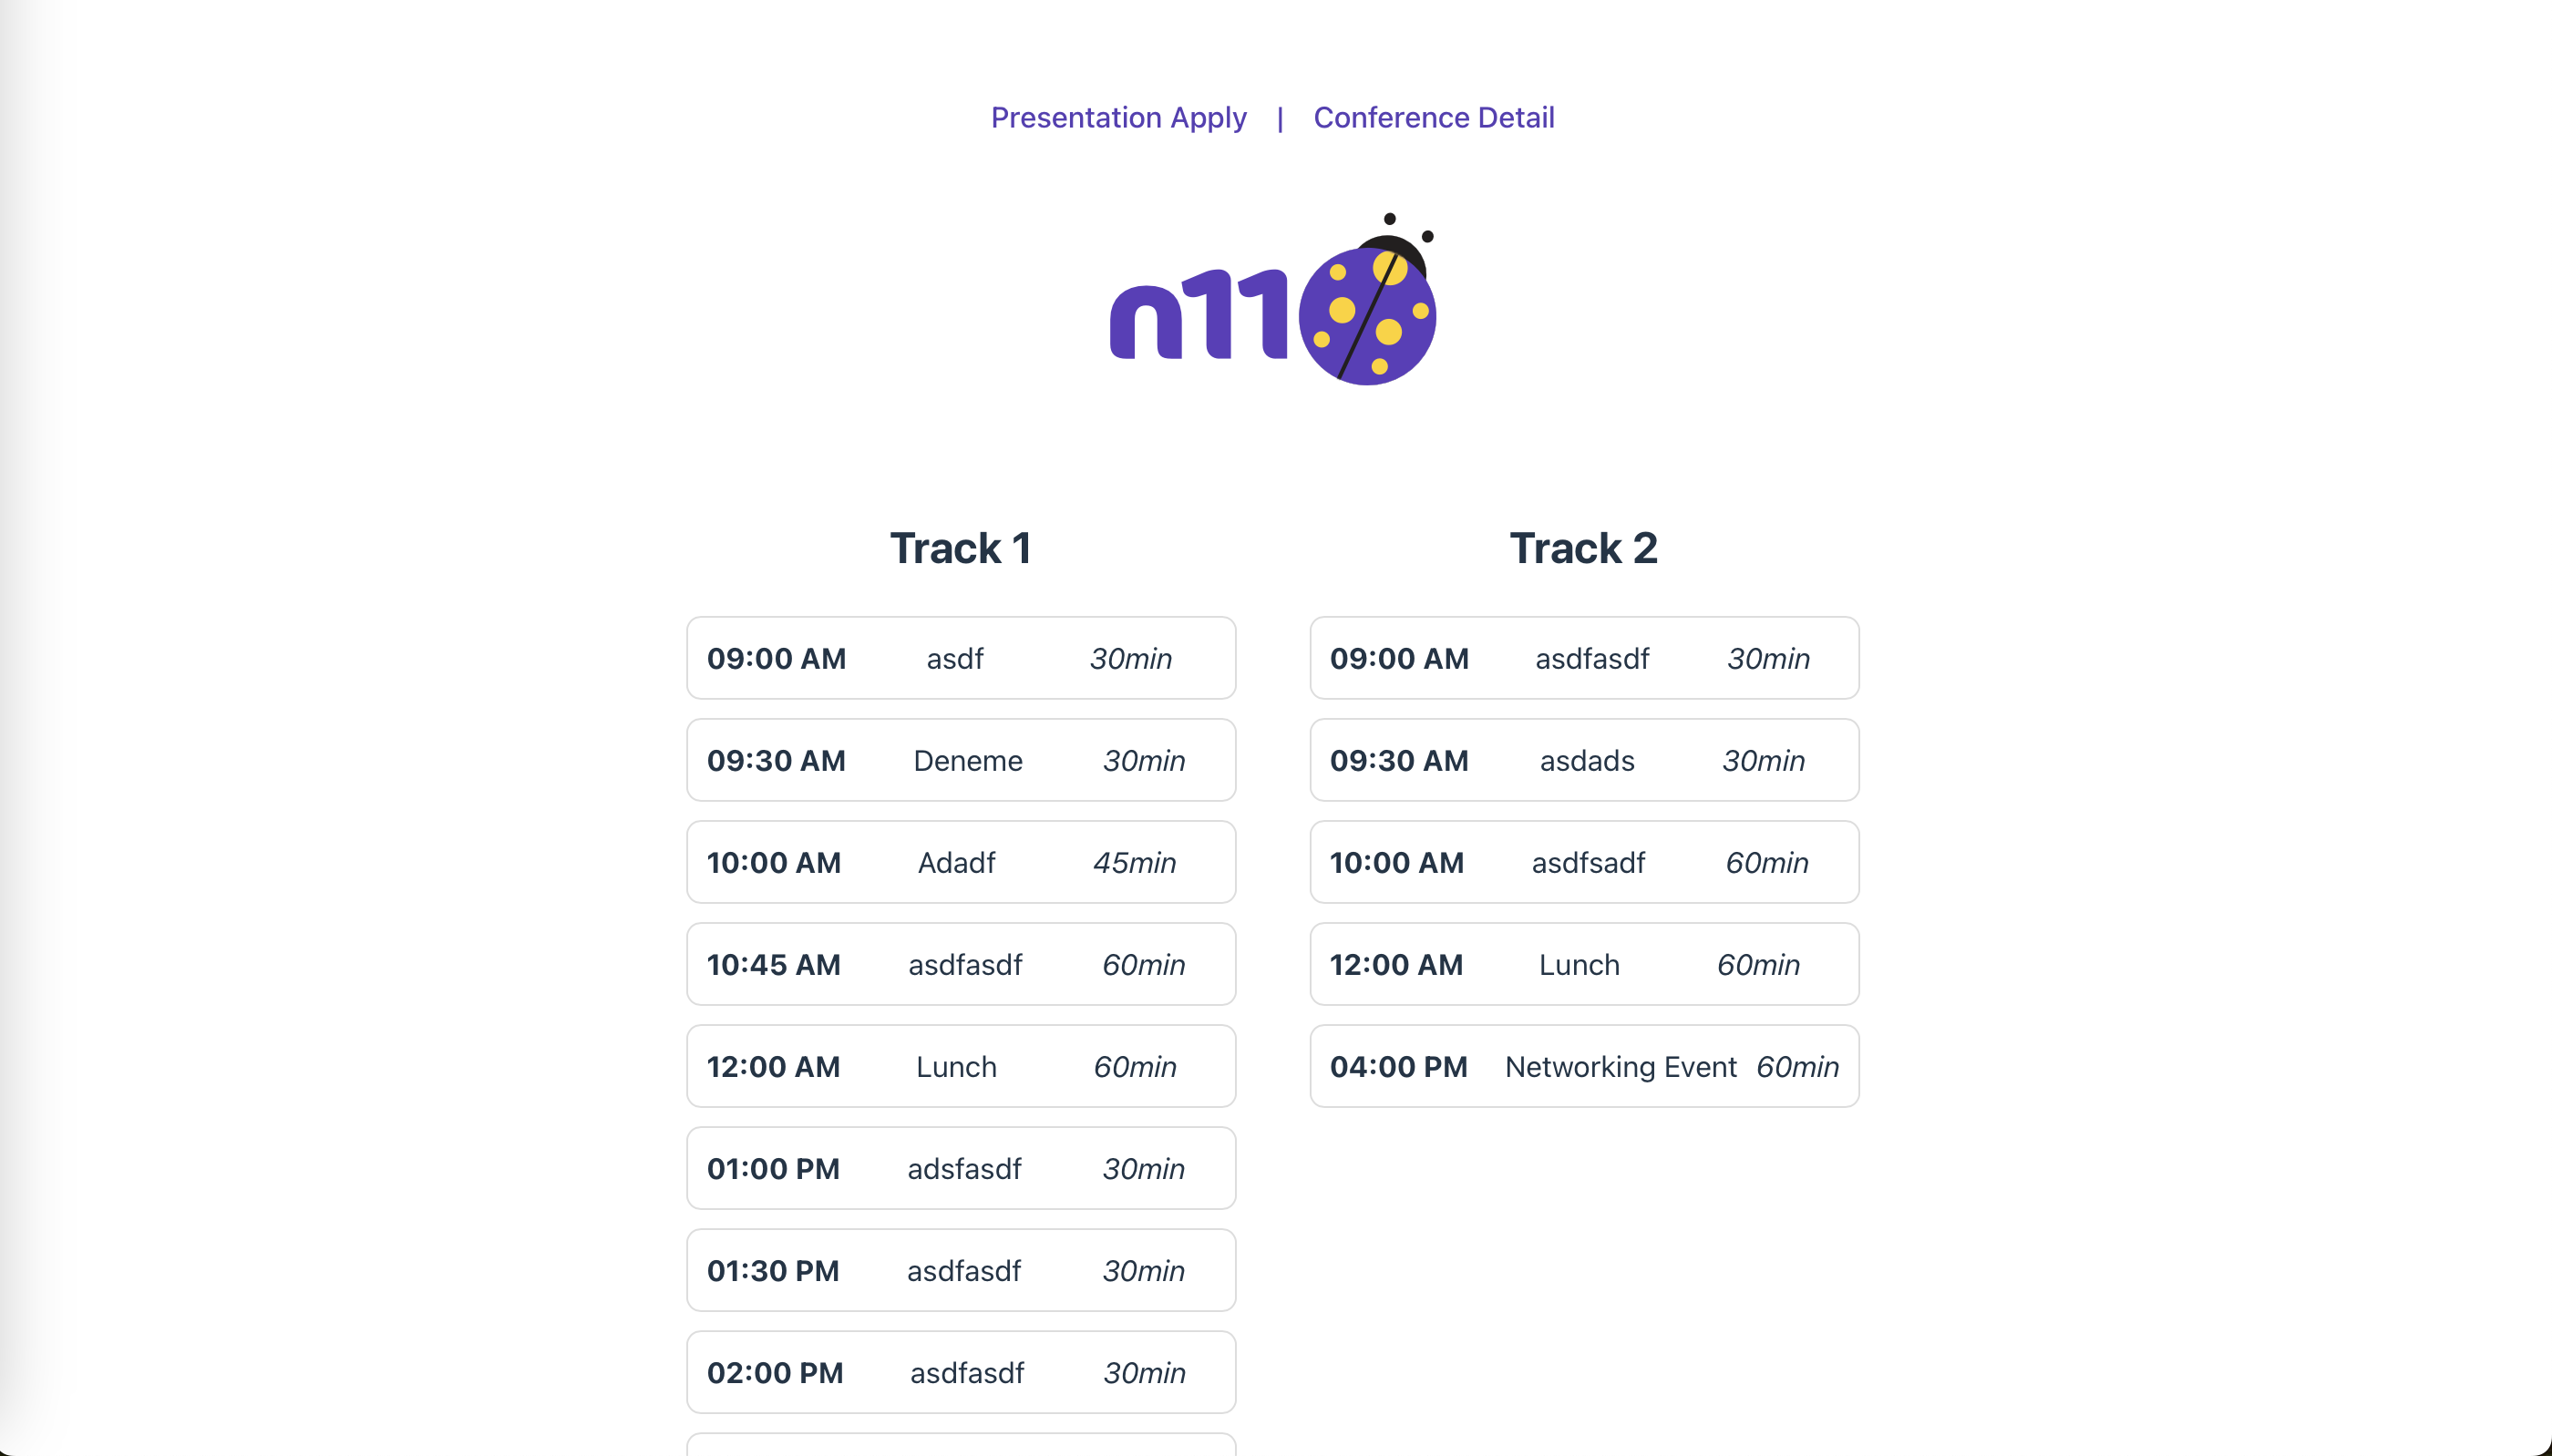 Presentation Apply | Conference Detail
n11
Track 1
09:00 AM asdf 30min
09:30 AM Deneme 30min
10:00 AM Adadf 45min
10:45 AM asdfasdf 60min
12:00 AM Lunch 60min
01:00 PM adsfasdf 30min
01:30 PM asdfasdf 30min
02:00 PM asdfasdf 30min
Track 2
09:00 AM asdfasdf 30min
09:30 AM asdads 30min
10:00 AM asdfsadf 60min
12:00 AM Lunch 60min
04:00 PM Networking Event 60min